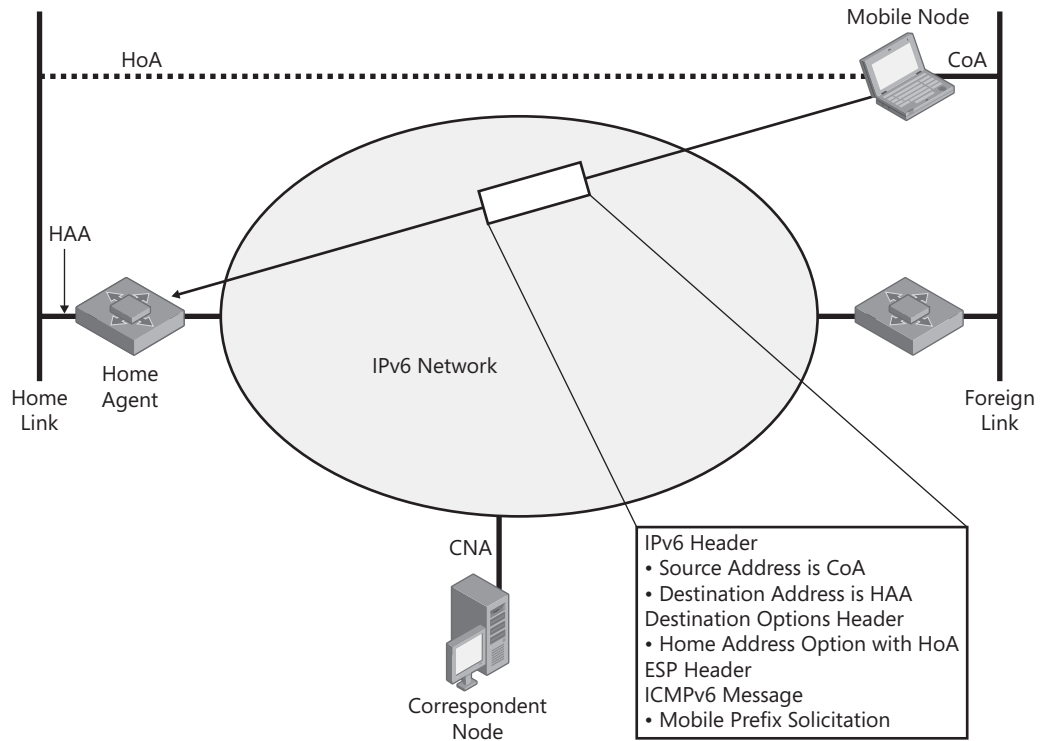 Mobile Node
HoA
CoA
HAA
Home
Agent
Home
Link
IPv6 Network
Foreign
Link
CNA
Correspondent
Node
IPv6 Header
• Source Address is CoA
• Destination Address is HAA
Destination Options Header
• Home Address Option with HoA
ESP Header
ICMPv6 Message
• Mobile Prefix Solicitation